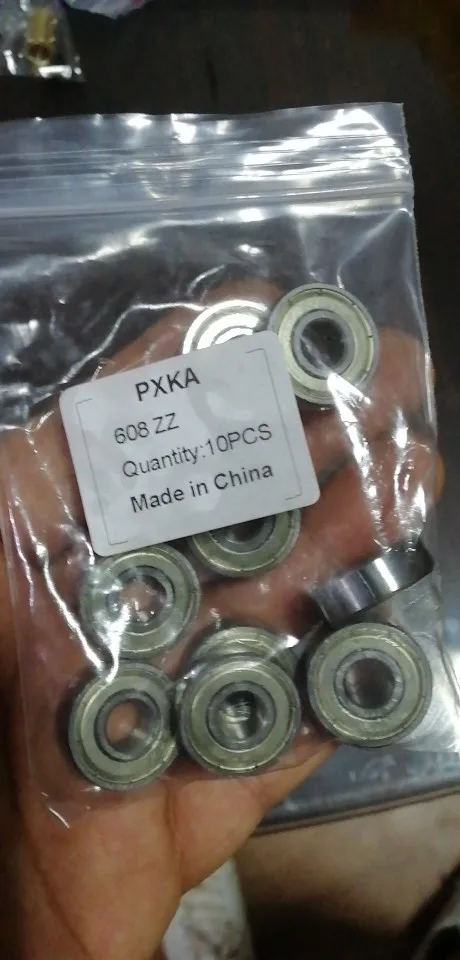 PXKA
608 ZZ
Quantity:10PCS
Made in China